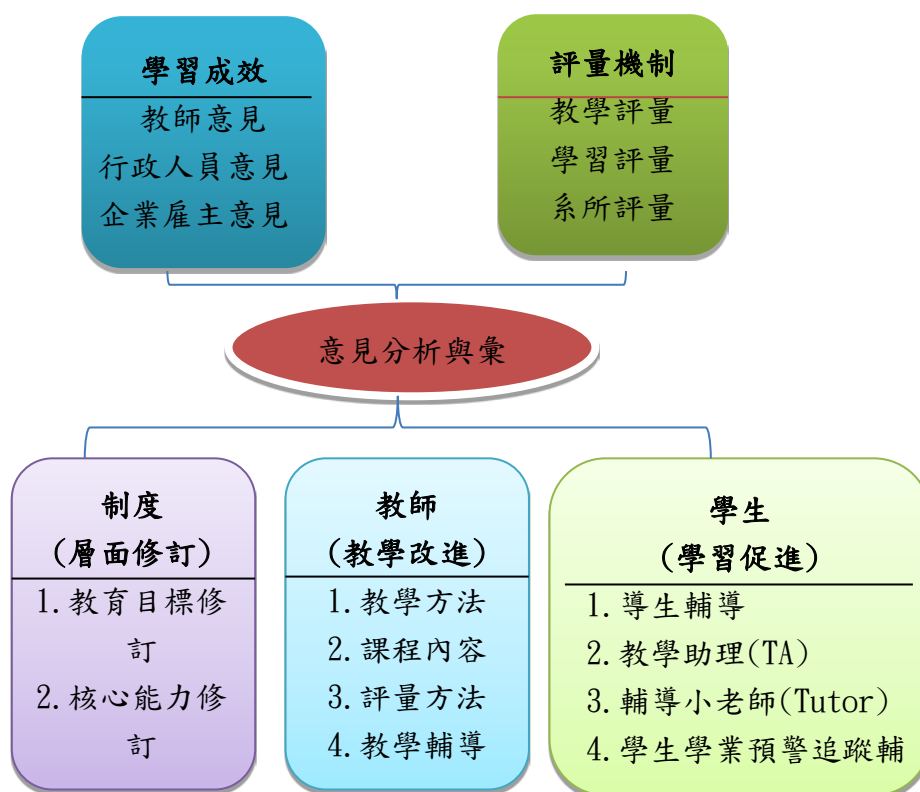 學習成效
教師意見
行政人員意見
企業雇主意見
評量機制
教學評量
學習評量
系所評量
意見分析與彙
制度
(層面修訂)
1.教育目標修
訂
2.核心能力修
訂
教師
(教學改進)
1.教學方法
2.課程內容
3.評量方法
4.教學輔導
學生
(學習促進)
1.導生輔導
2.教學助理(TA)
3.輔導小老師(Tutor)
4.學生學業預警追蹤輔